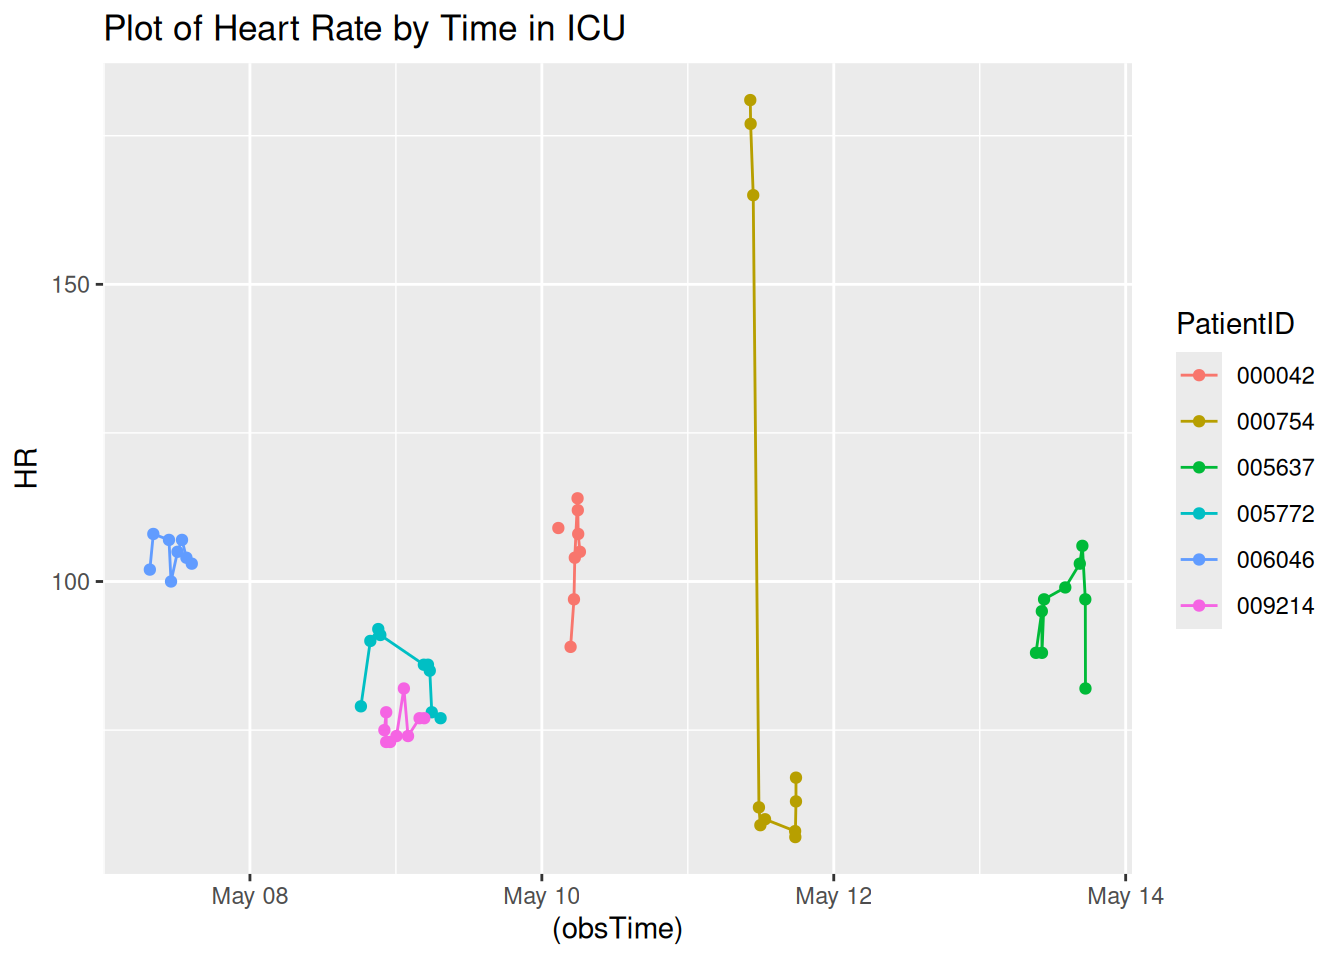 Plot of Heart Rate by Time in ICU
150
100
HR
May 08
May 10
May 12
May 14
(obsTime)
PatientID
000042
000754
005637
005772
006046
009214